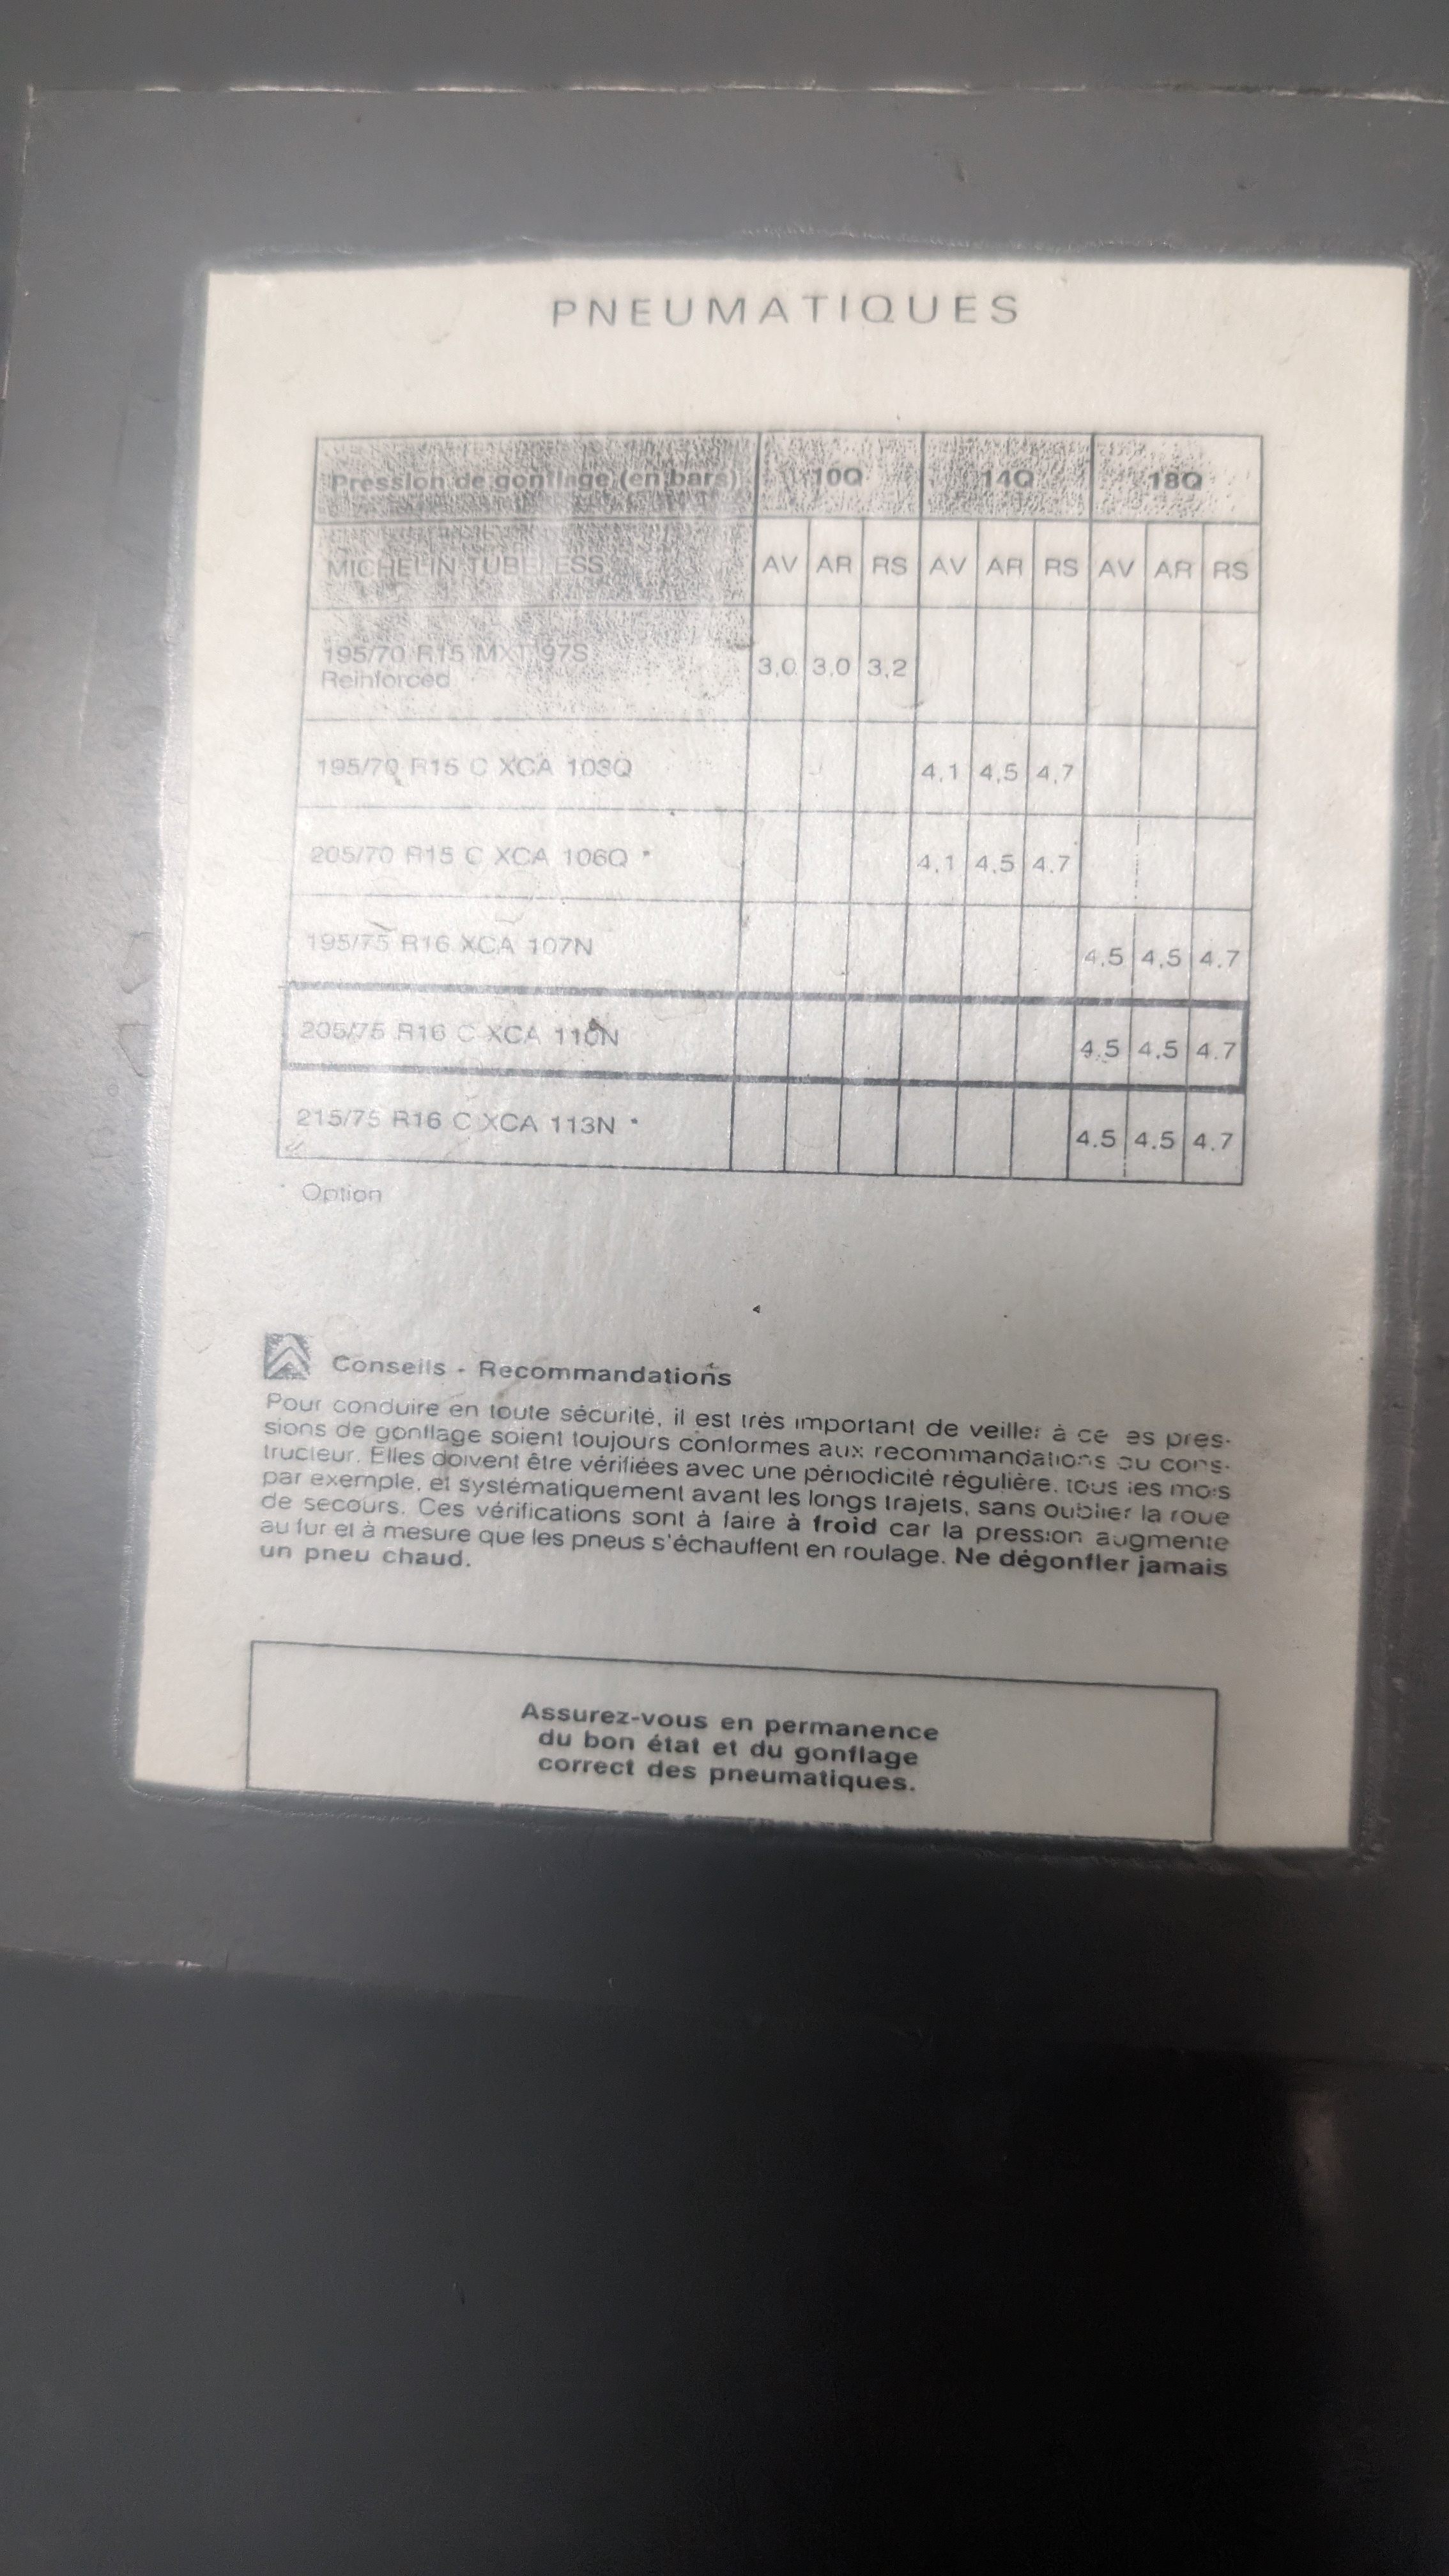 PNEUMATIQUES
Pression de gonflage (en bars) 10Q 14Q 18Q
MICHELIN TUBELESS AV AR RS AV AR RS AV AR RS
195/70 R15 MXT 97S
Reinforced 3,0 3,0 3,2
195/70 R15 C XCA 103Q 4,1 4,5 4,7
205/70 R15 C XCA 106Q * 4,1 4,5 4,7
195/75 R16 XCA 107N 4,5 4,5 4,7
205/75 R16 C XCA 110N 4,5 4,5 4,7
215/75 R16 C XCA 113N * 4,5 4,5 4,7
* Option
Conseils - Recommandations
Pour conduire en toute sécurité, il est très important de veiller à ce es pres-
sions de gonflage soient toujours conformes aux recommandations du cons-
tructeur. Elles doivent être vérifiées avec une périodicité régulière, tous les mois
par exemple, et systématiquement avant les longs trajets, sans oublier la roue
de secours. Ces vérifications sont à faire à froid car la pression augmente
au fur et à mesure que les pneus s'échauffent en roulage. Ne dégonfler jamais
un pneu chaud.
Assurez-vous en permanence
du bon état et du gonflage
correct des pneumatiques.